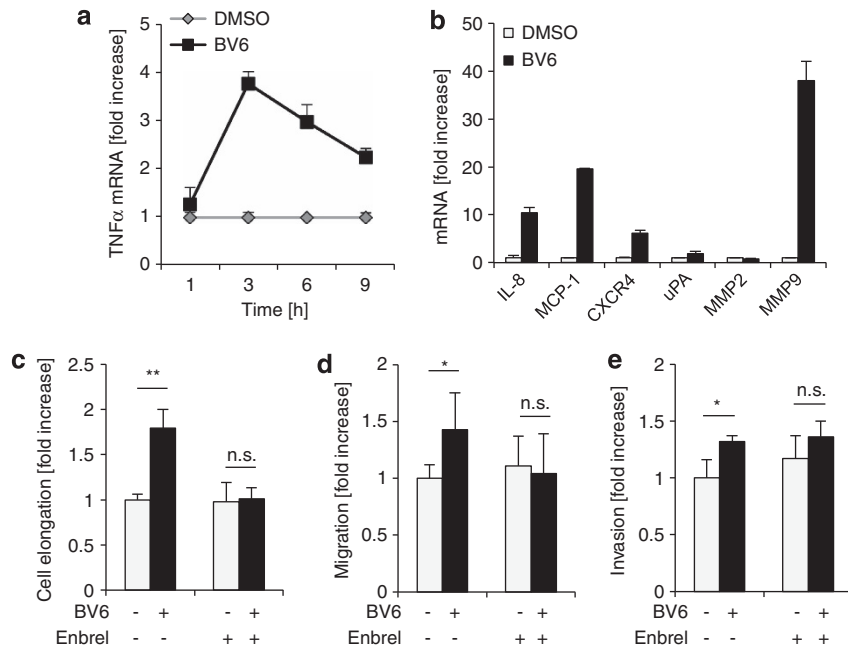 a
DMSO
BV6
TNFα mRNA [fold increase]
5
4
3
2
1
0
1 3 6 9
Time [h]
b
DMSO
BV6
mRNA [fold increase]
50
40
30
20
10
0
IL-8 MCP-1 CXCR4 uPA MMP2 MMP9
c
Cell elongation [fold increase]
2.5
2
1.5
1
0.5
0
**
n.s.
BV6 - + - +
Enbrel - - + +
d
Migration [fold increase]
2
1.5
1
0.5
0
*
n.s.
BV6 - + - +
Enbrel - - + +
e
Invasion [fold increase]
2
1.5
1
0.5
0
*
n.s.
BV6 - + - +
Enbrel - - + +